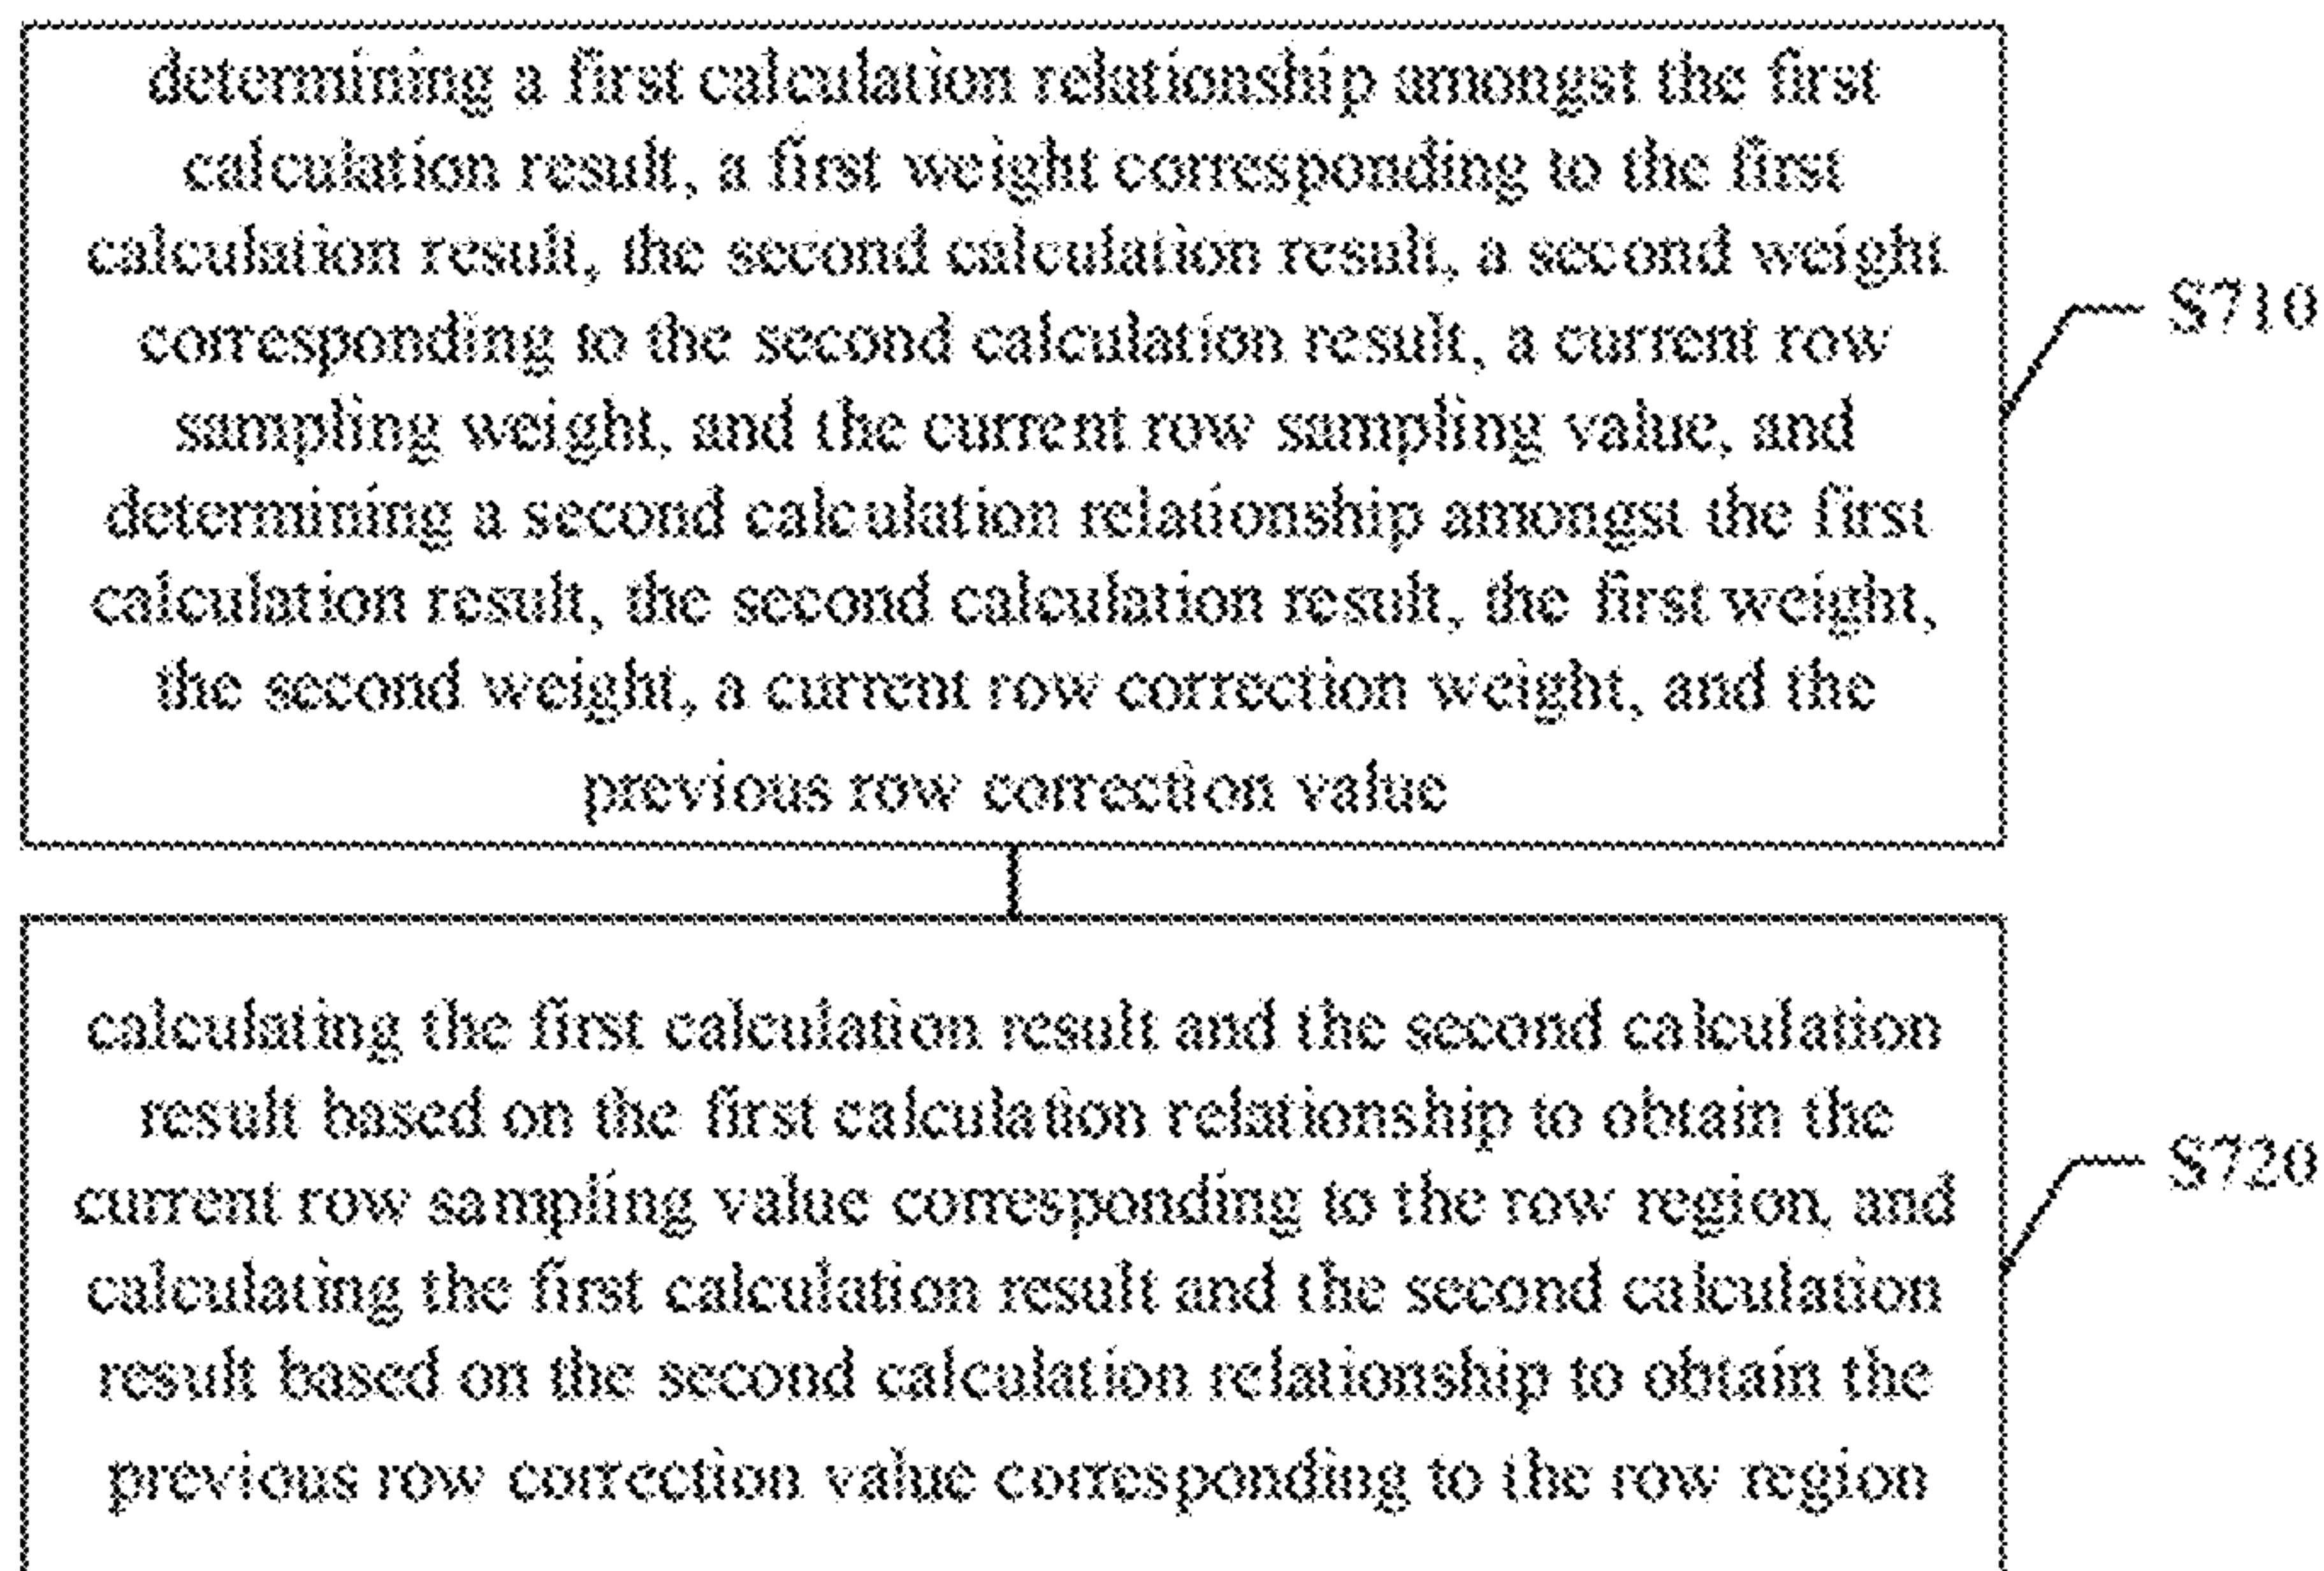 determining a first calculation relationship amongst the first
calculation result, a first weight corresponding to the first
calculation result, the second calculation result, a second weight
corresponding to the second calculation result, a current row
sampling weight, and the current row sampling value, and
determining a second calculation relationship amongst the first
calculation result, the second calculation result, the first weight,
the second weight, a current row correction weight, and the
previous row correction value
S710
calculating the first calculation result and the second calculation
result based on the first calculation relationship to obtain the
current row sampling value corresponding to the row region, and
calculating the first calculation result and the second calculation
result based on the second calculation relationship to obtain the
previous row correction value corresponding to the row region
S720